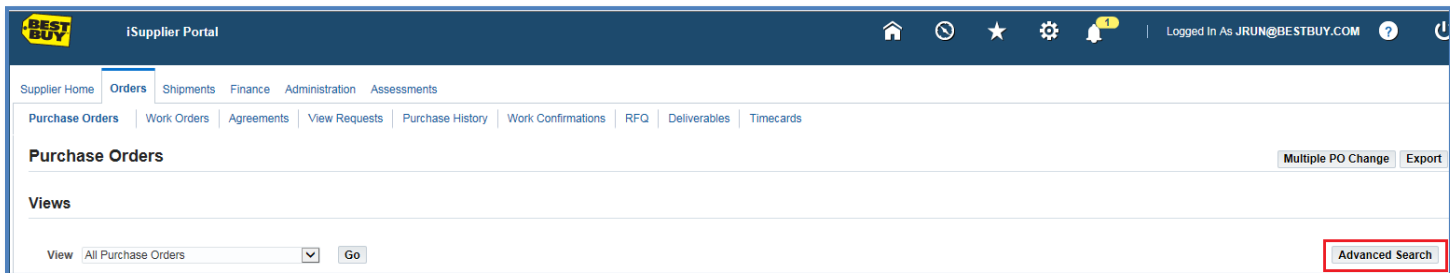 BEST
BUY
iSupplier Portal
1
Logged In As JRUN@BESTBUY.COM
?
Supplier Home Orders Shipments Finance Administration Assessments
Purchase Orders Work Orders Agreements View Requests Purchase History Work Confirmations RFQ Deliverables Timecards
Purchase Orders
Multiple PO Change Export
Views
View All Purchase Orders Go
Advanced Search